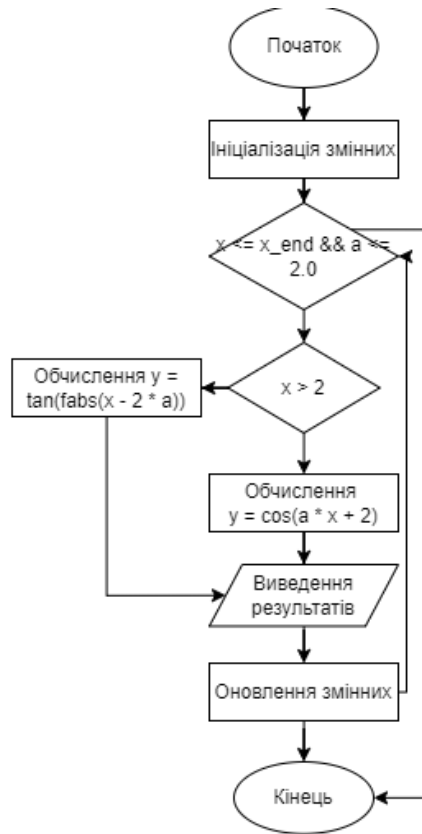 Початок
Ініціалізація змінних
x <= x_end && a <=
2.0
x > 2
Обчислення y =
tan(fabs(x - 2 * a))
Обчислення
y = cos(a * x + 2)
Виведення
результатів
Оновлення змінних
Кінець